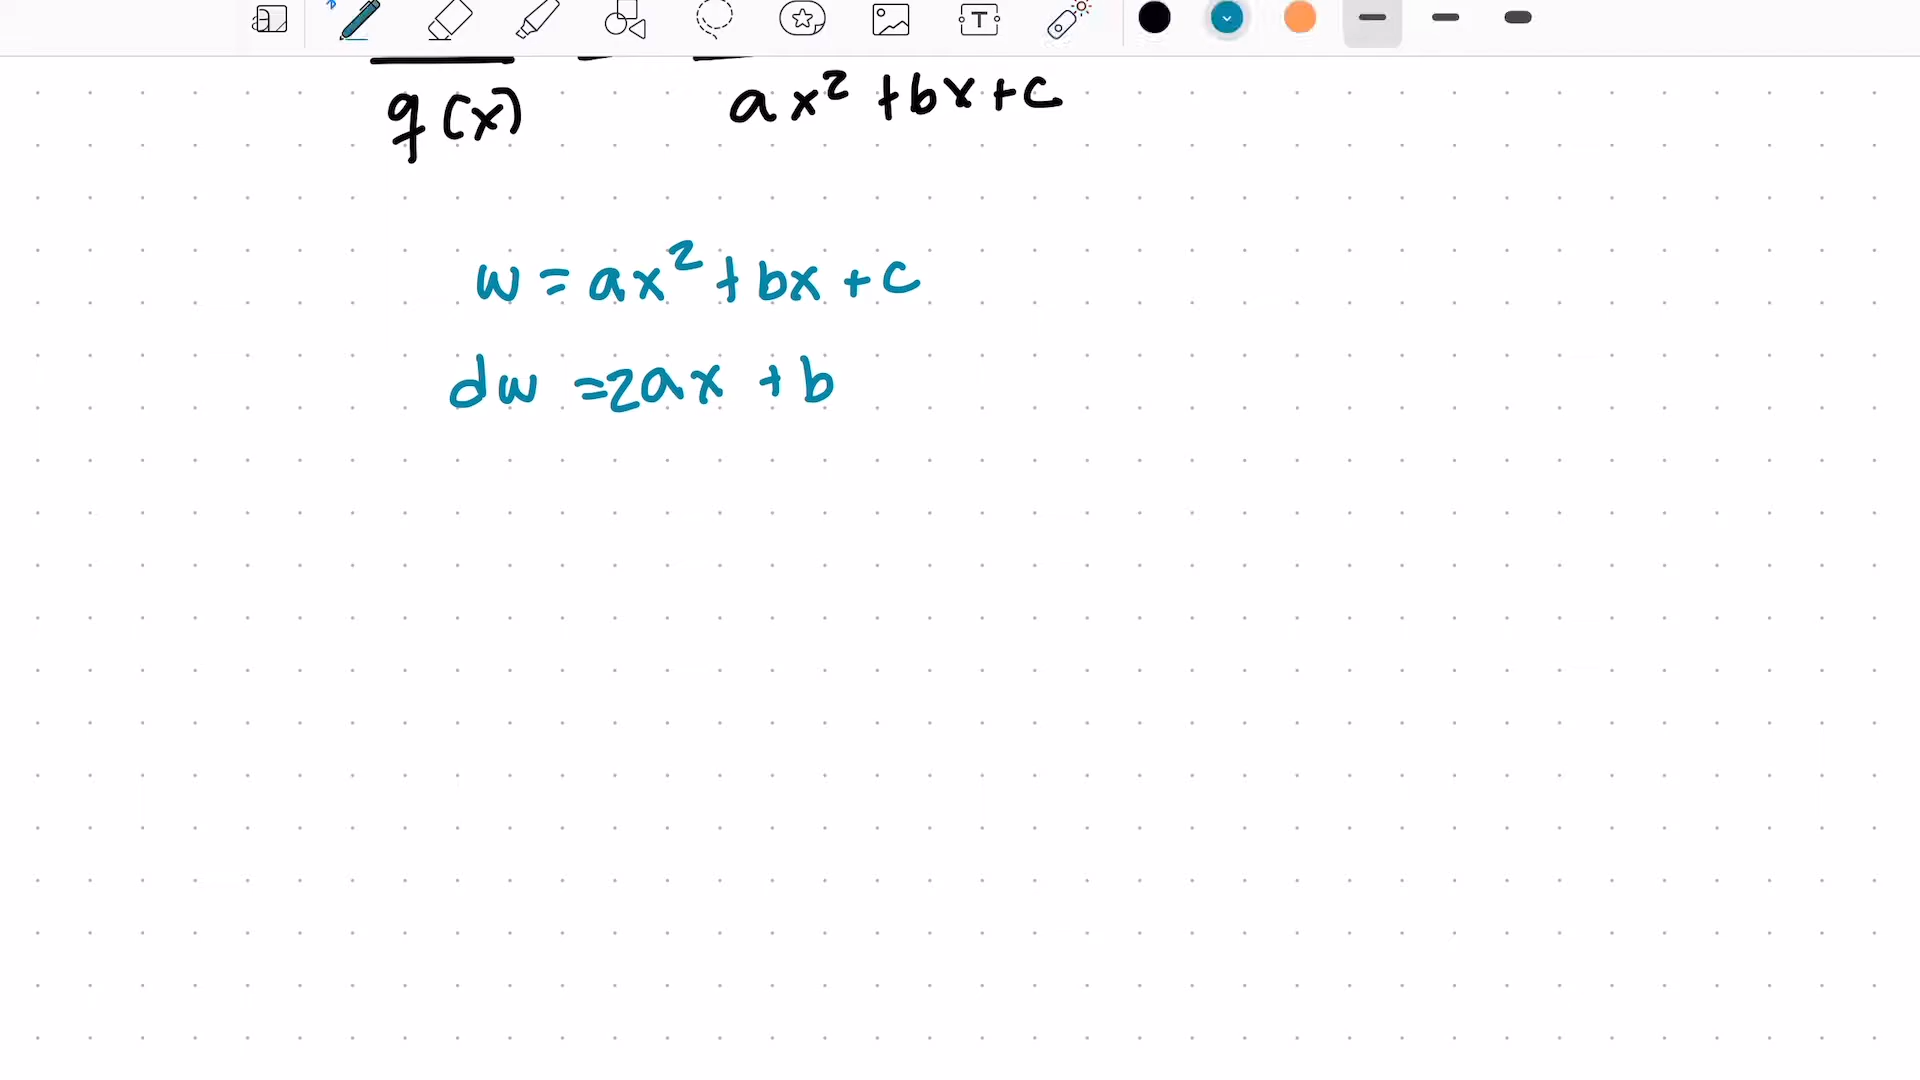 q(x) ax² +bx+c
w = ax² + bx + c
dw = 2ax + b